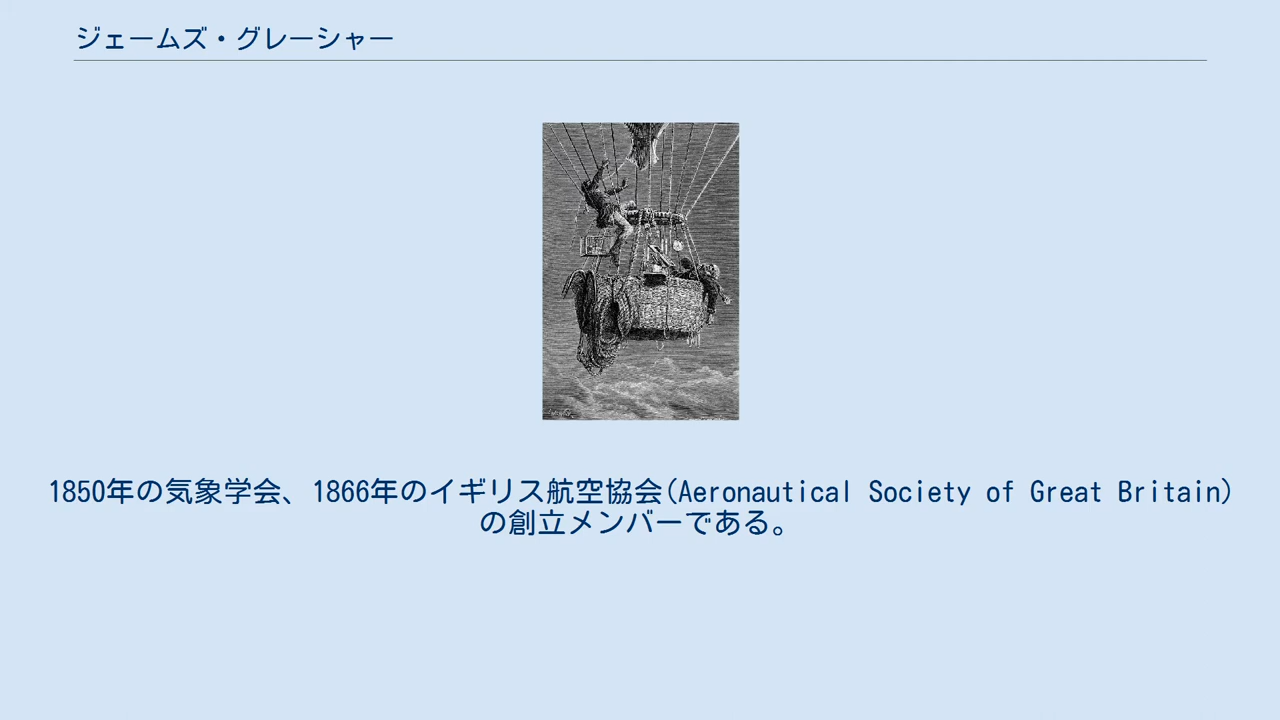 ジェームズ・グレーシャー
1850年の気象学会、1866年のイギリス航空協会(Aeronautical Society of Great Britain)
の創立メンバーである。